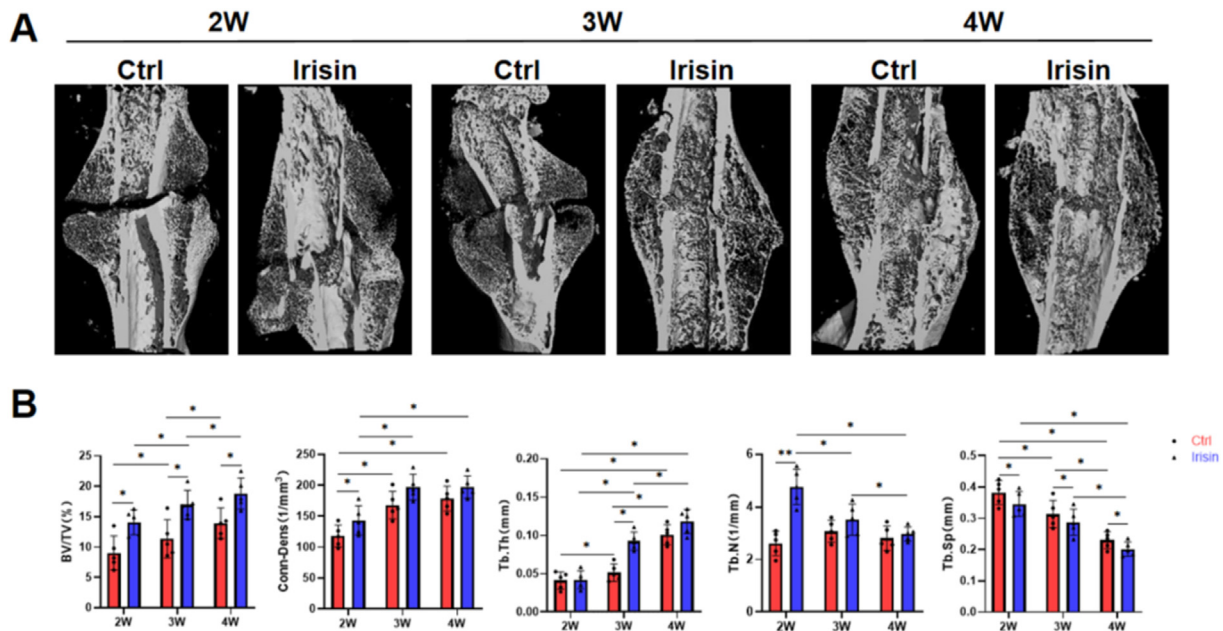 A
2W 3W 4W
Ctrl Irisin Ctrl Irisin Ctrl Irisin
B
BV/TV(%)
25
20
15
10
5
0
2W 3W 4W
* * * * * * *
Conn-Dens(1/mm³)
250
200
150
100
50
0
2W 3W 4W
* * * * *
Tb.Th(mm)
0.20
0.15
0.10
0.05
0.00
2W 3W 4W
* * * * * * *
Tb.N(1/mm)
6
4
2
0
2W 3W 4W
** * * *
Tb.Sp(mm)
0.5
0.4
0.3
0.2
0.1
0.0
2W 3W 4W
* * * * * * * *
Ctrl
Irisin